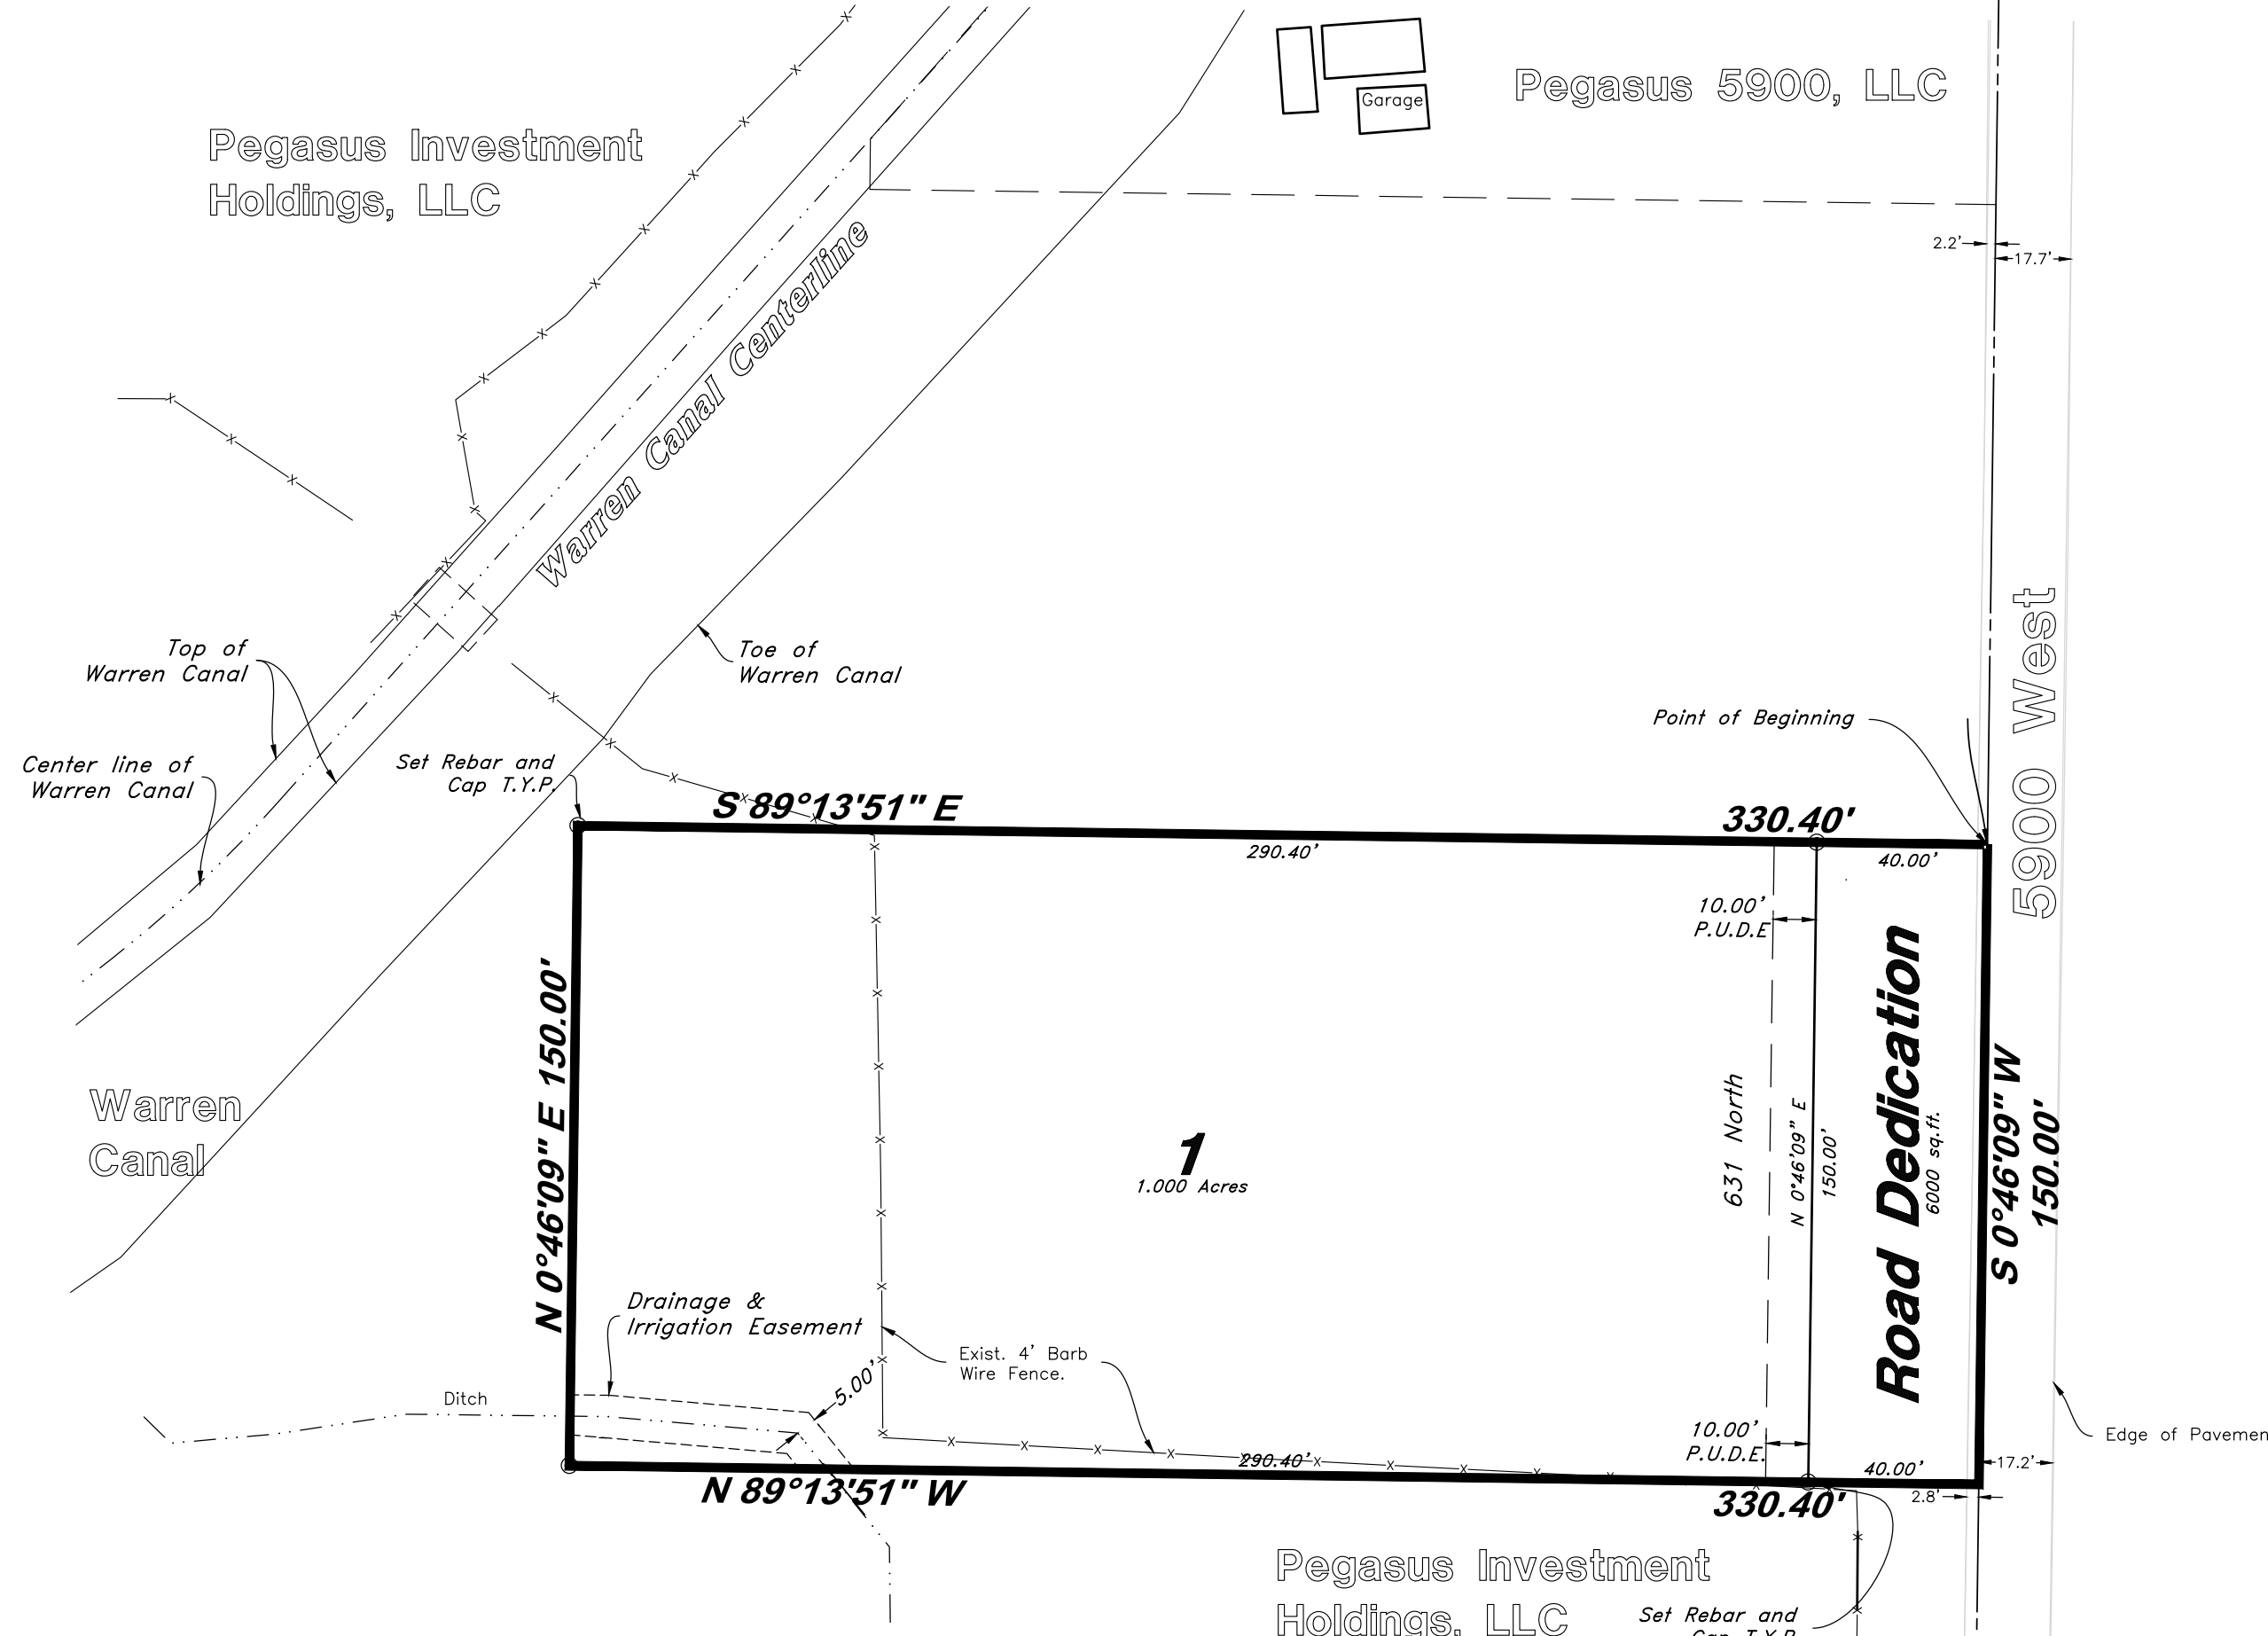 Garage
Pegasus 5900, LLC
Pegasus Investment
Holdings, LLC
2.2'
17.7'
Warren Canal Centerline
Top of
Warren Canal
Toe of
Warren Canal
5900 West
Point of Beginning
Center line of
Warren Canal
Set Rebar and
Cap T.Y.P.
S 89°13'51" E
330.40'
290.40'
40.00'
10.00'
P.U.D.E
N 0°46'09" E 150.00'
Warren
Canal
1
1.000 Acres
631 North
N 0°46'09" E
150.00'
Road Dedication
6000 sq.ft.
S 0°46'09" W
150.00'
Drainage &
Irrigation Easement
5.00'
Exist. 4' Barb
Wire Fence.
Ditch
10.00'
P.U.D.E.
Edge of Pavemen
290.40'
40.00'
17.2'
N 89°13'51" W
330.40'
2.8'
Pegasus Investment
Holdings, LLC
Set Rebar and
Cap T.Y.P.